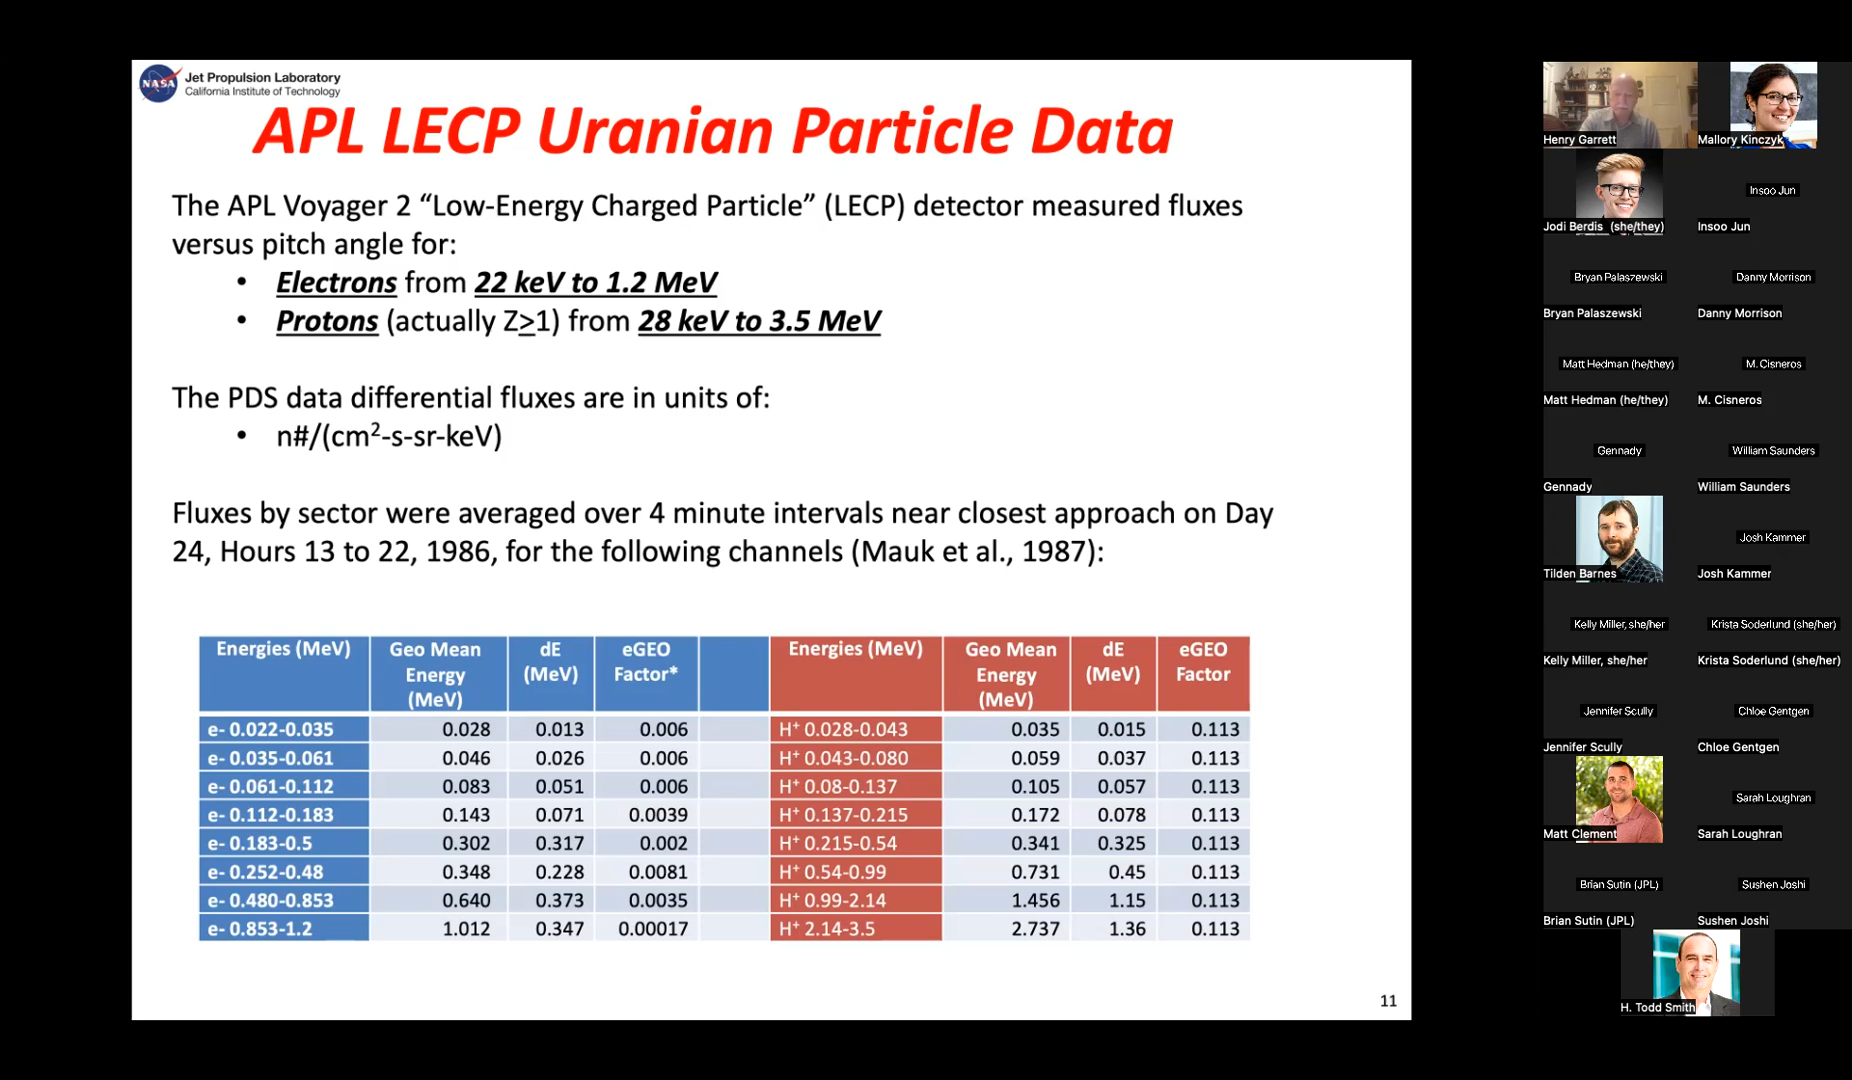 NASA
Jet Propulsion Laboratory
California Institute of Technology
APL LECP Uranian Particle Data
The APL Voyager 2 “Low-Energy Charged Particle” (LECP) detector measured fluxes
versus pitch angle for:
• Electrons from 22 keV to 1.2 MeV
• Protons (actually Z≥1) from 28 keV to 3.5 MeV
The PDS data differential fluxes are in units of:
• n#/(cm²-s-sr-keV)
Fluxes by sector were averaged over 4 minute intervals near closest approach on Day
24, Hours 13 to 22, 1986, for the following channels (Mauk et al., 1987):
Energies (MeV) Geo Mean Energy (MeV) dE (MeV) eGEO Factor* Energies (MeV) Geo Mean Energy (MeV) dE (MeV) eGEO Factor
e- 0.022-0.035 0.028 0.013 0.006 H⁺ 0.028-0.043 0.035 0.015 0.113
e- 0.035-0.061 0.046 0.026 0.006 H⁺ 0.043-0.080 0.059 0.037 0.113
e- 0.061-0.112 0.083 0.051 0.006 H⁺ 0.08-0.137 0.105 0.057 0.113
e- 0.112-0.183 0.143 0.071 0.0039 H⁺ 0.137-0.215 0.172 0.078 0.113
e- 0.183-0.5 0.302 0.317 0.002 H⁺ 0.215-0.54 0.341 0.325 0.113
e- 0.252-0.48 0.348 0.228 0.0081 H⁺ 0.54-0.99 0.731 0.45 0.113
e- 0.480-0.853 0.640 0.373 0.0035 H⁺ 0.99-2.14 1.456 1.15 0.113
e- 0.853-1.2 1.012 0.347 0.00017 H⁺ 2.14-3.5 2.737 1.36 0.113
11
Henry Garrett
Mallory Kinczyk
Jodi Berdis (she/they)
Insoo Jun
Insoo Jun
Bryan Palaszewski
Bryan Palaszewski
Danny Morrison
Danny Morrison
Matt Hedman (he/they)
Matt Hedman (he/they)
M. Cisneros
M. Cisneros
Gennady
Gennady
William Saunders
William Saunders
Tilden Barnes
Josh Kammer
Josh Kammer
Kelly Miller, she/her
Kelly Miller, she/her
Krista Soderlund (she/her)
Krista Soderlund (she/her)
Jennifer Scully
Jennifer Scully
Chloe Gentgen
Chloe Gentgen
Matt Clement
Sarah Loughran
Sarah Loughran
Brian Sutin (JPL)
Brian Sutin (JPL)
Sushen Joshi
Sushen Joshi
H. Todd Smith